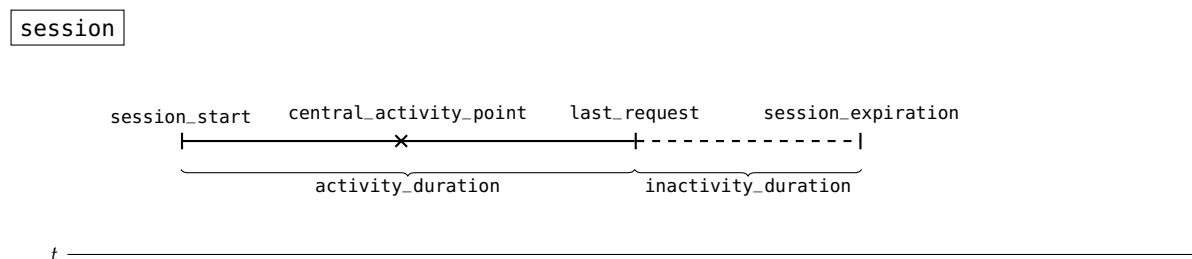 session
session_start central_activity_point last_request session_expiration
activity_duration inactivity_duration
t